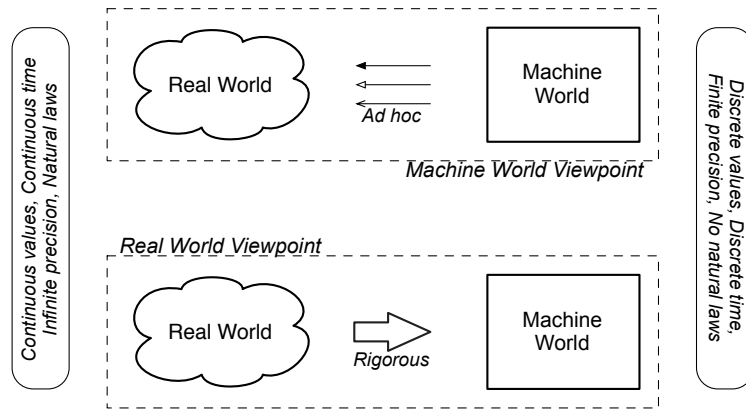 Continuous values, Continuous time
Infinite precision, Natural laws
Real World
Ad hoc
Machine
World
Machine World Viewpoint
Real World Viewpoint
Real World
Rigorous
Machine
World
Discrete values, Discrete time,
Finite precision, No natural laws